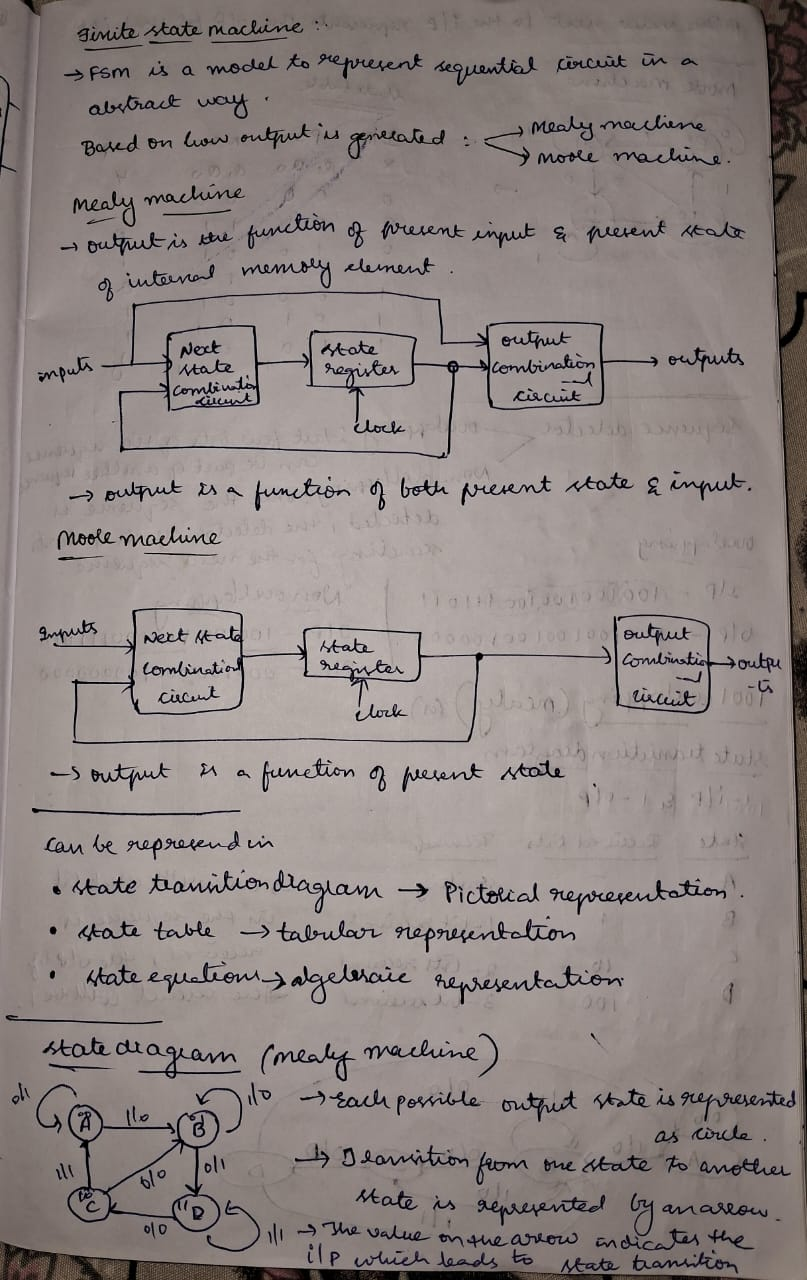 Finite state machine :
→ FSM is a model to represent sequential circuit in a
abstract way.
Based on how output is generated : → Mealy machiene
→ Moore machine.
Mealy machine
→ output is the function of present input & present state
of internal memory element.
inputs
Next
state
combination
circuit
state
register
clock
output
combination
-al
circuit
outputs
→ output is a function of both present state & input.
Moore machine
Inputs
Next state
combination
circuit
state
register
clock
output
combination
-al
circuit
outpu
-ts
→ output is a function of present state
can be represend in
• state transition diagram → Pictorial representation.
• state table → tabular representation
• state equations → algebraic representation
state diagram (mealy machine)
0/1
A
1/0
B
1/0
1/1
0/0
0/1
C
0/0
11
D
1/1
→ Each possible output state is represented
as circle.
→ Transition from one state to another
state is represented by an arrow.
→ The value on the arrow indicates the
i/p which leads to state transition